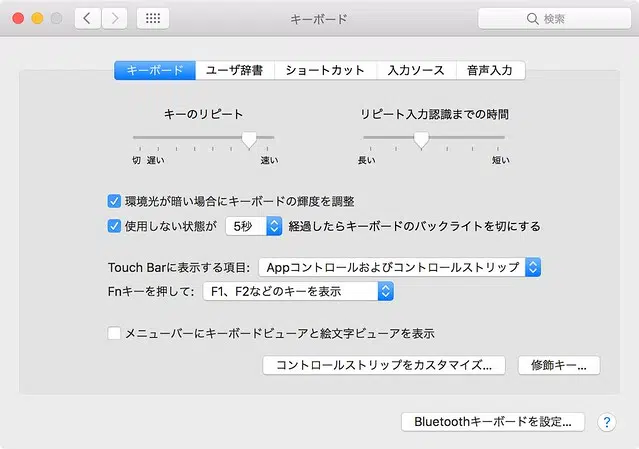 キーボード
検索
キーボード ユーザ辞書 ショートカット 入力ソース 音声入力
キーのリピート リピート入力認識までの時間
切 遅い 速い 長い 短い
環境光が暗い場合にキーボードの輝度を調整
使用しない状態が 5秒 経過したらキーボードのバックライトを切にする
Touch Barに表示する項目: Appコントロールおよびコントロールストリップ
Fnキーを押して: F1、F2などのキーを表示
メニューバーにキーボードビューアと絵文字ビューアを表示
コントロールストリップをカスタマイズ... 修飾キー...
Bluetoothキーボードを設定... ?